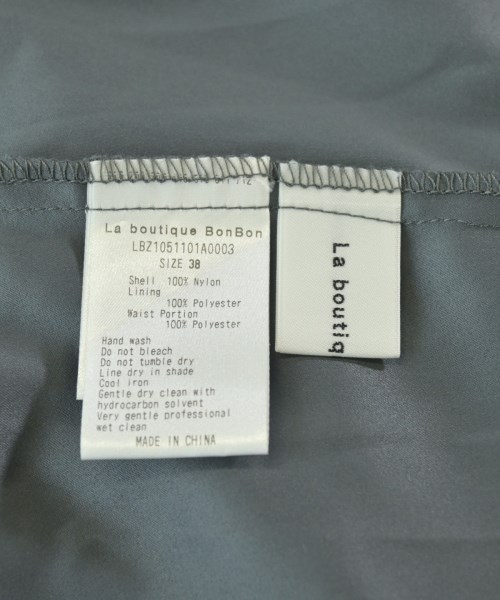 La boutique BonBon
LBZ1051101A0003
SIZE 38
Shell 100% Nylon
Lining
100% Polyester
Waist Portion
100% Polyester
Hand wash
Do not bleach
Do not tumble dry
Line dry in shade
Cool iron
Gentle dry clean with
hydrocarbon solvent
Very gentle professional
wet clean
MADE IN CHINA
La boutiq